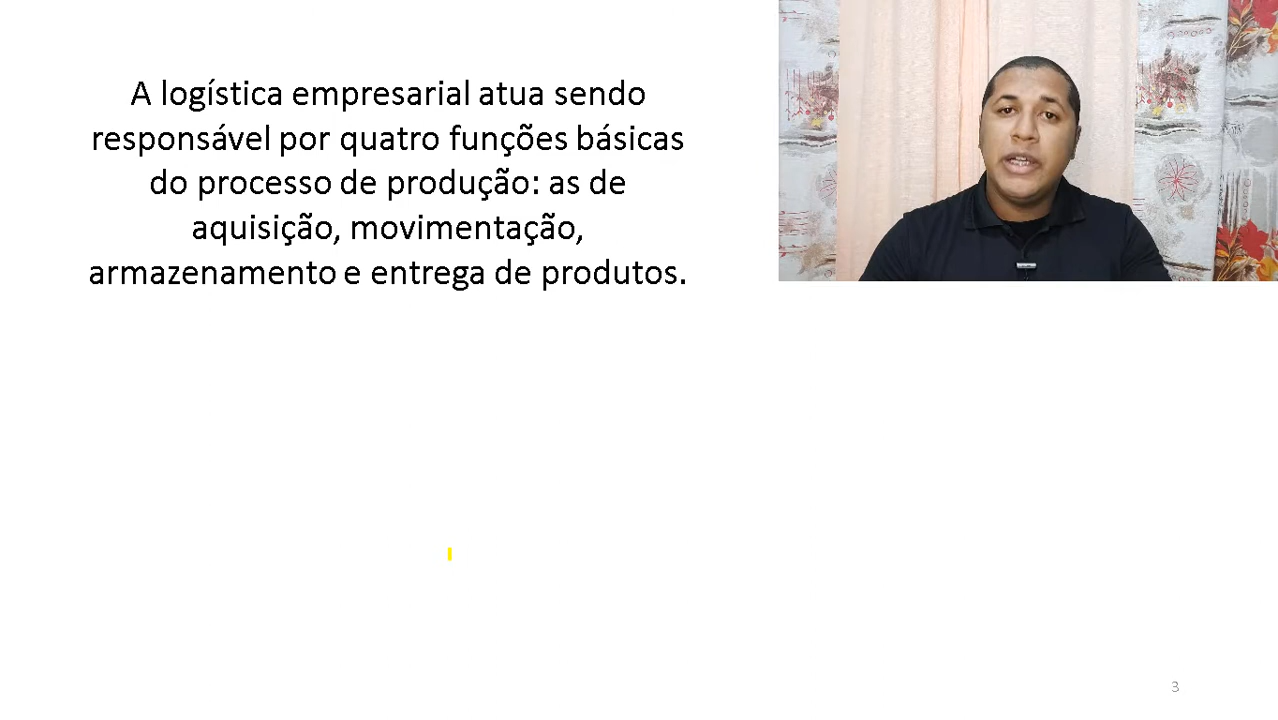 A logística empresarial atua sendo
responsável por quatro funções básicas
do processo de produção: as de
aquisição, movimentação,
armazenamento e entrega de produtos.
3